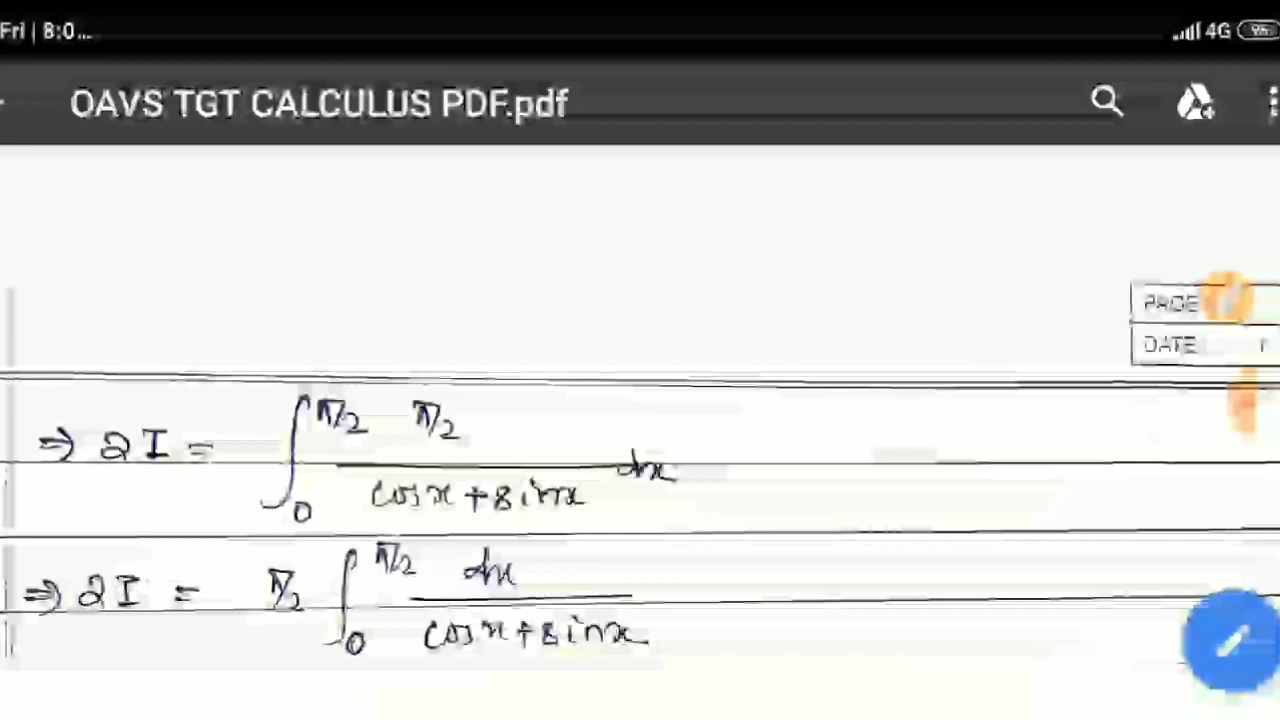 Fri | 8:0... 4G 95
OAVS TGT CALCULUS PDF.pdf
PAGE
DATE
⇒ 2I = ∫₀^(π/2) (π/2)/(cosx + sinx) dx
⇒ 2I = π/2 ∫₀^(π/2) dx/(cosx + sinx)